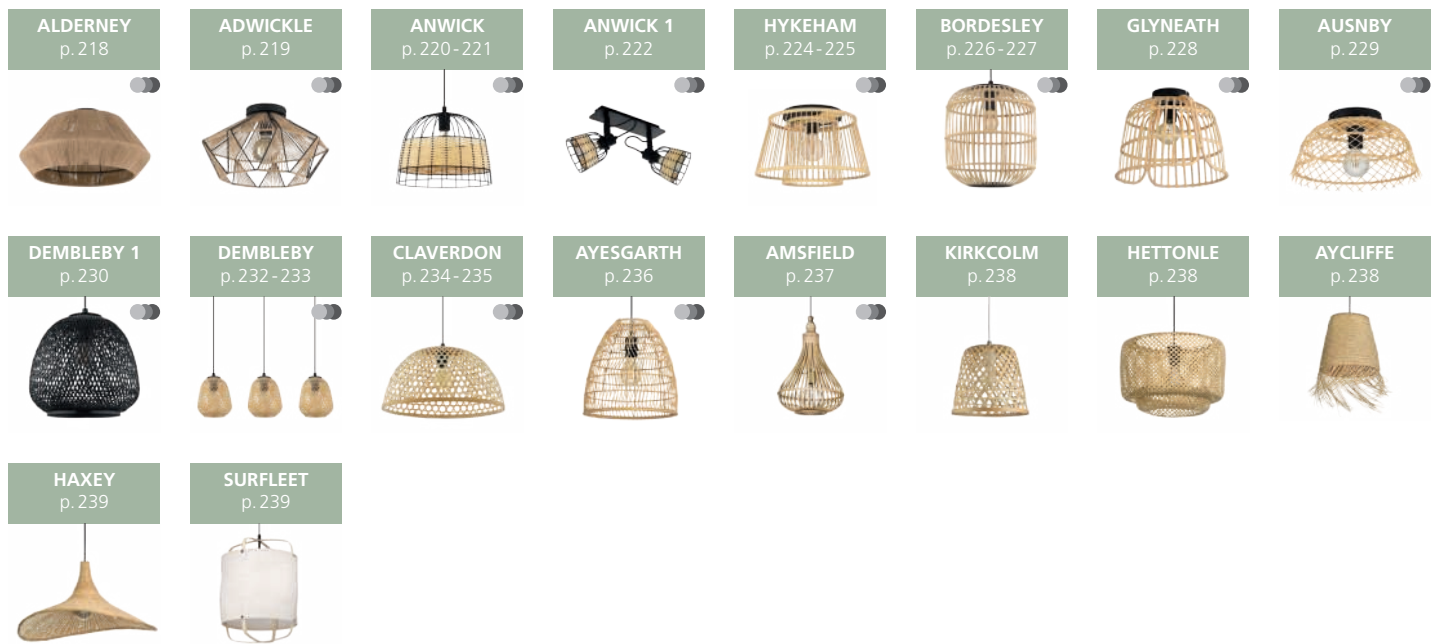 ALDERNEY
p. 218
ADWICKLE
p. 219
ANWICK
p. 220-221
ANWICK 1
p. 222
HYKEHAM
p. 224-225
BORDESLEY
p. 226-227
GLYNEATH
p. 228
AUSNBY
p. 229
DEMBLEBY 1
p. 230
DEMBLEBY
p. 232-233
CLAVERDON
p. 234-235
AYESGARTH
p. 236
AMSFIELD
p. 237
KIRKCOLM
p. 238
HETTONLE
p. 238
AYCLIFFE
p. 238
HAXEY
p. 239
SURFLEET
p. 239